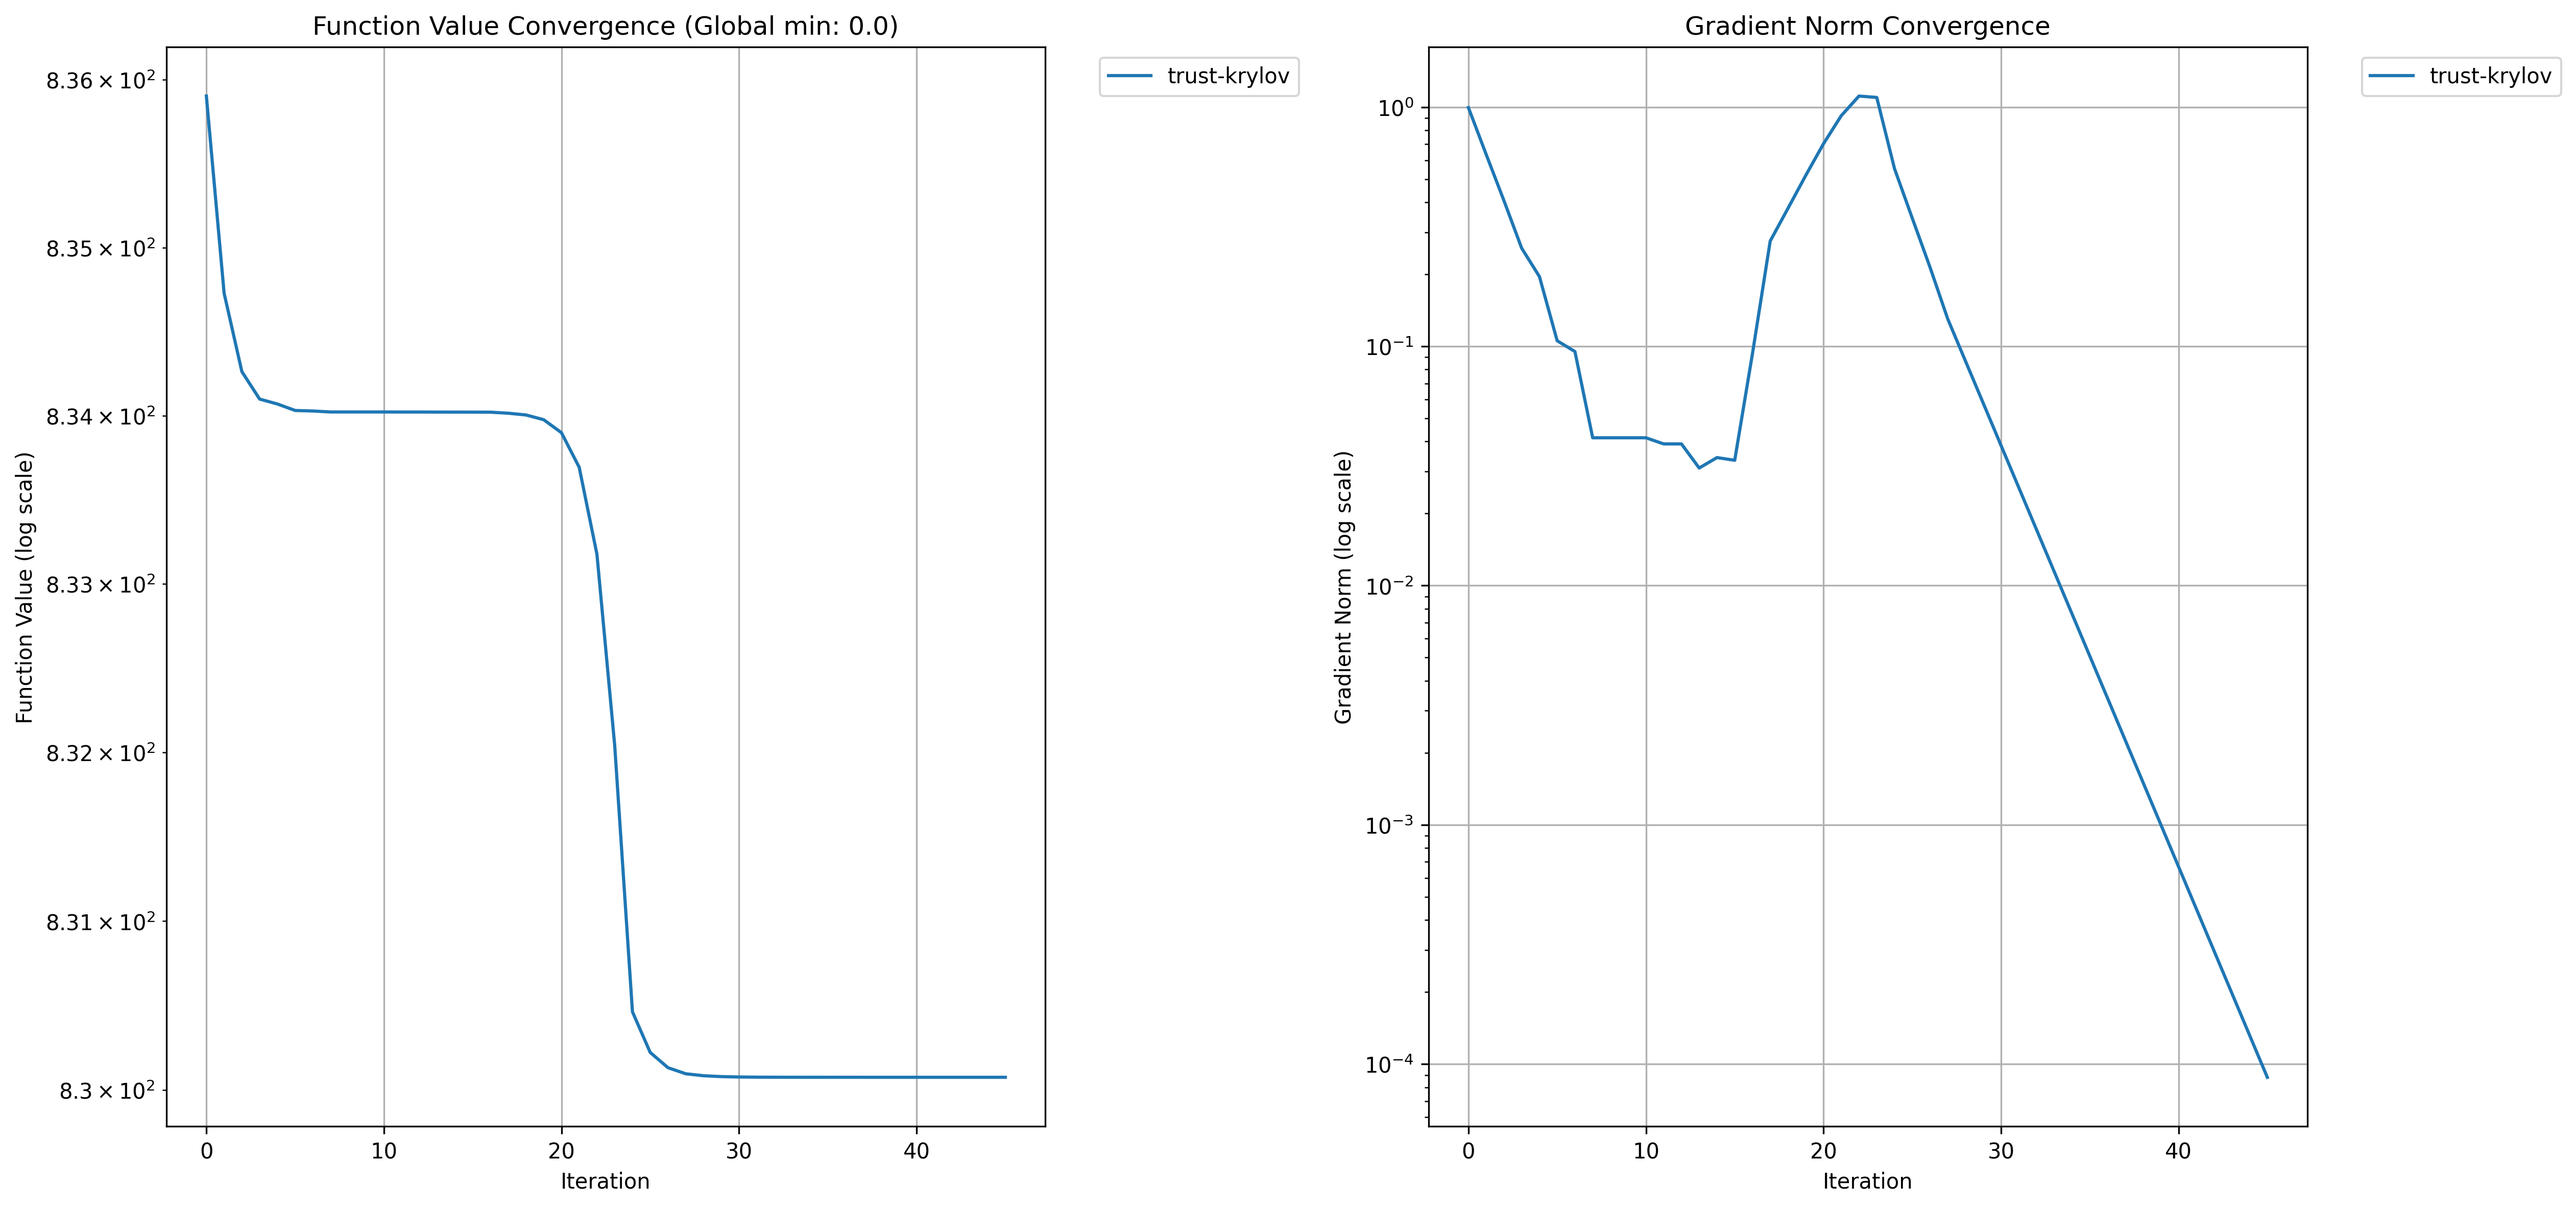 Function Value Convergence (Global min: 0.0)
8.36 × 10²
8.35 × 10²
8.34 × 10²
8.33 × 10²
8.32 × 10²
8.31 × 10²
8.3 × 10²
Function Value (log scale)
0 10 20 30 40
Iteration
trust-krylov
Gradient Norm Convergence
10⁰
10⁻¹
10⁻²
10⁻³
10⁻⁴
Gradient Norm (log scale)
0 10 20 30 40
Iteration
trust-krylov